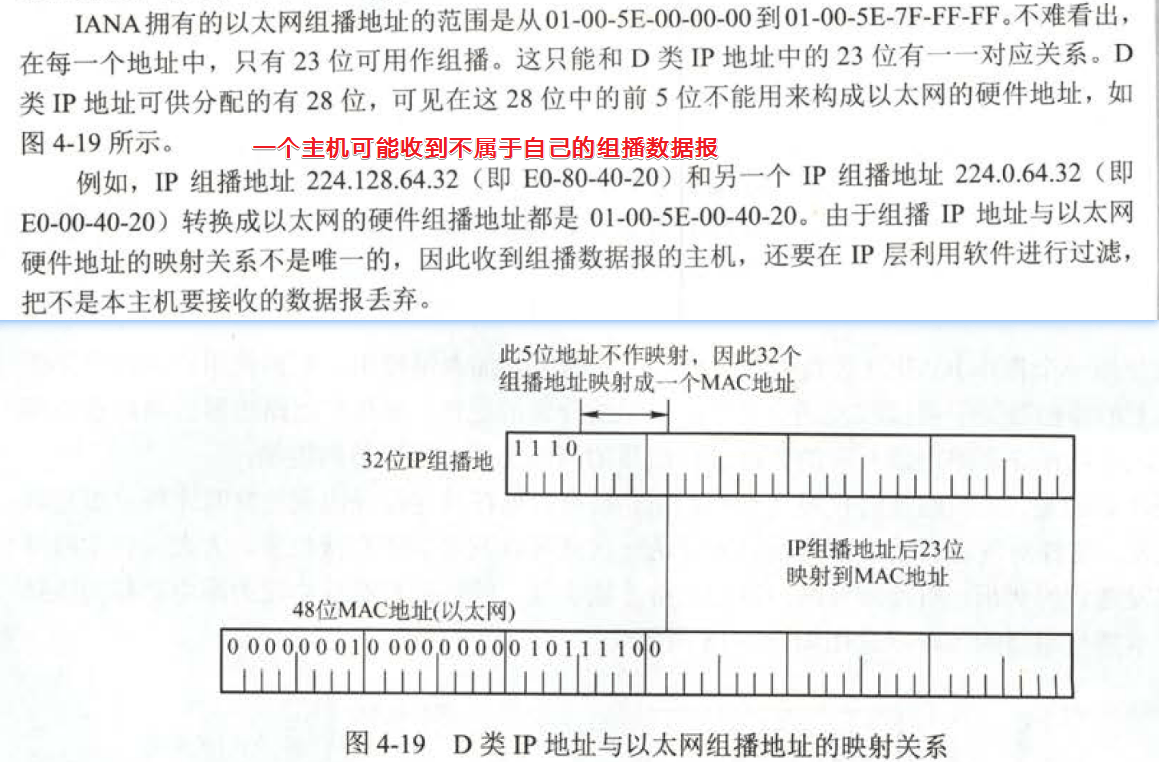 IANA 拥有的以太网组播地址的范围是从 01-00-5E-00-00-00 到 01-00-5E-7F-FF-FF。不难看出，
在每一个地址中，只有 23 位可用作组播。这只能和 D 类 IP 地址中的 23 位有一一对应关系。D
类 IP 地址可供分配的有 28 位，可见在这 28 位中的前 5 位不能用来构成以太网的硬件地址，如
图 4-19 所示。
一个主机可能收到不属于自己的组播数据报
例如，IP 组播地址 224.128.64.32（即 E0-80-40-20）和另一个 IP 组播地址 224.0.64.32（即
E0-00-40-20）转换成以太网的硬件组播地址都是 01-00-5E-00-40-20。由于组播 IP 地址与以太网
硬件地址的映射关系不是唯一的，因此收到组播数据报的主机，还要在 IP 层利用软件进行过滤，
把不是本主机要接收的数据报丢弃。
此5位地址不作映射，因此32个
组播地址映射成一个MAC地址
32位IP组播地
1 1 1 0
IP组播地址后23位
映射到MAC地址
48位MAC地址(以太网)
0 0 0 0 0 0 0 1 0 0 0 0 0 0 0 0 0 1 0 1 1 1 1 0 0
图 4-19 D 类 IP 地址与以太网组播地址的映射关系